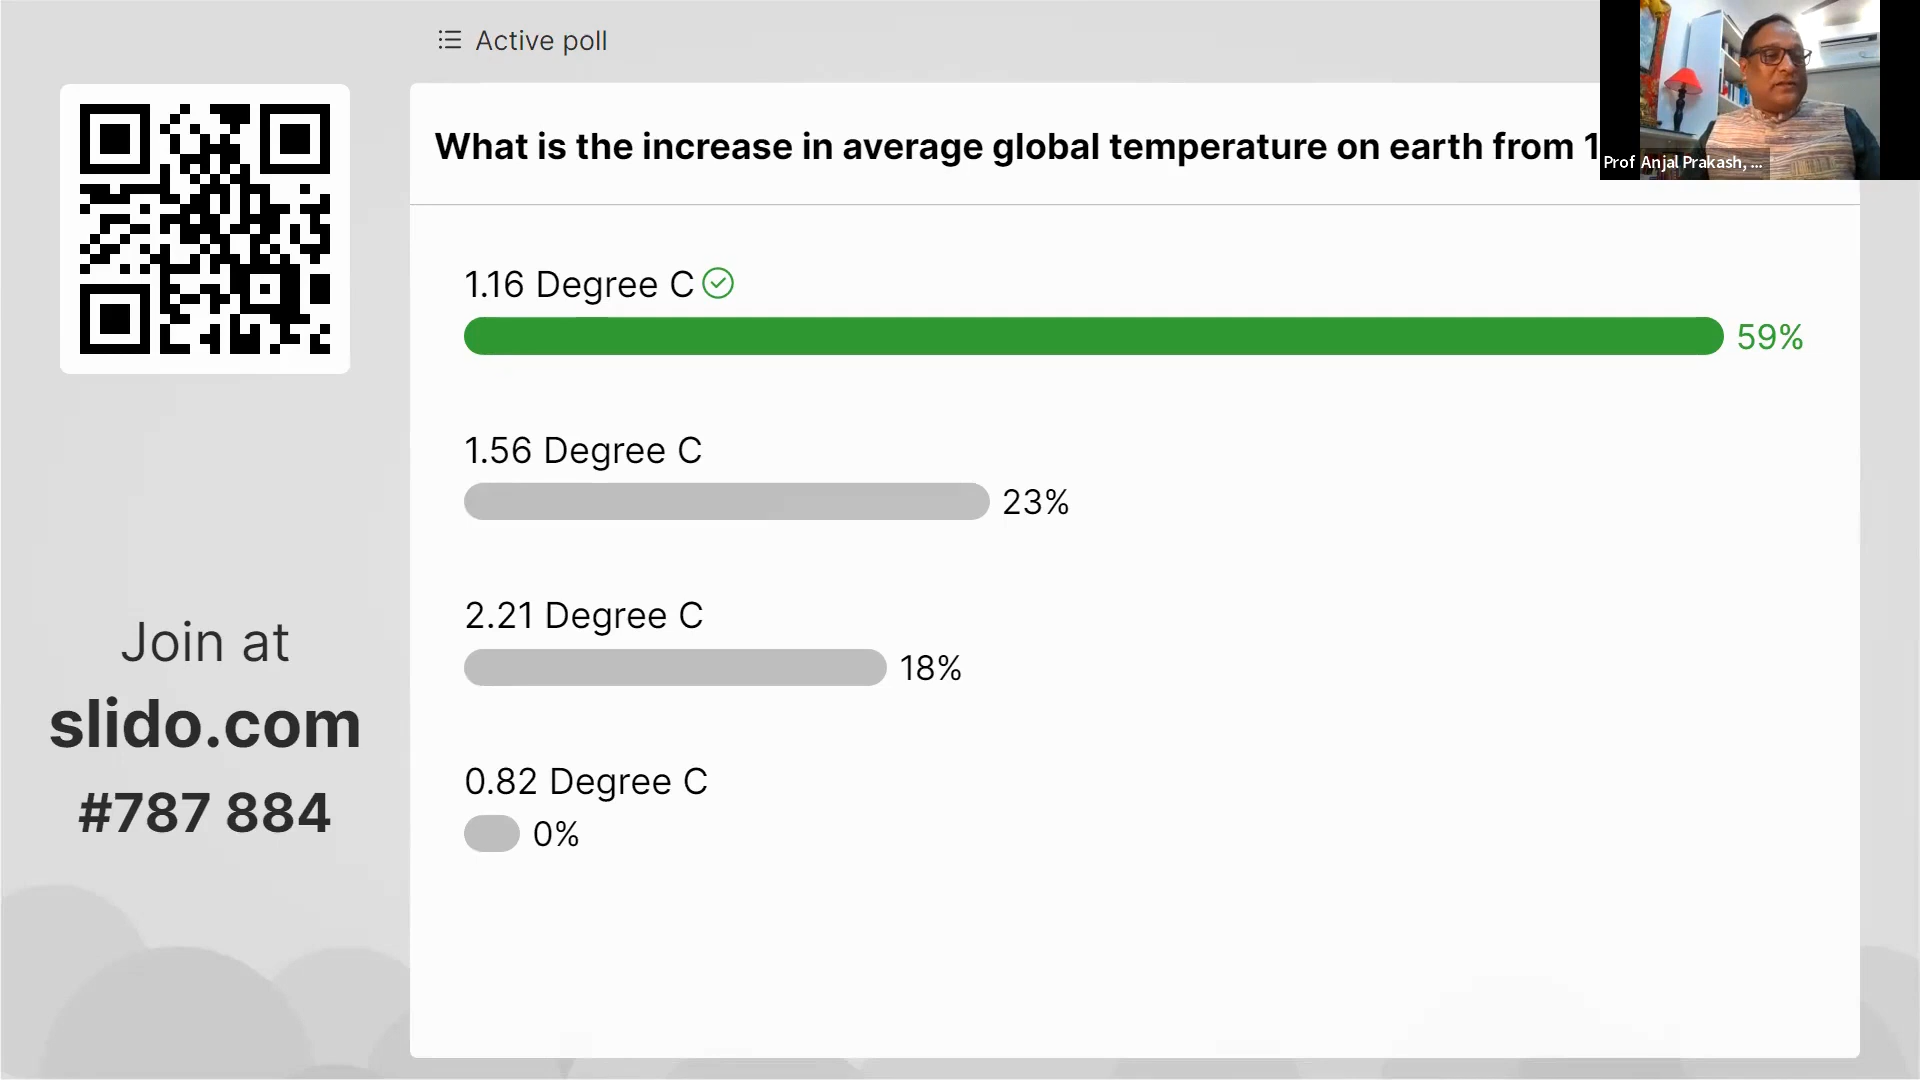 Active poll
What is the increase in average global temperature on earth from 1
Prof Anjal Prakash, ...
1.16 Degree C
59%
1.56 Degree C
23%
2.21 Degree C
18%
0.82 Degree C
0%
Join at
slido.com
#787 884